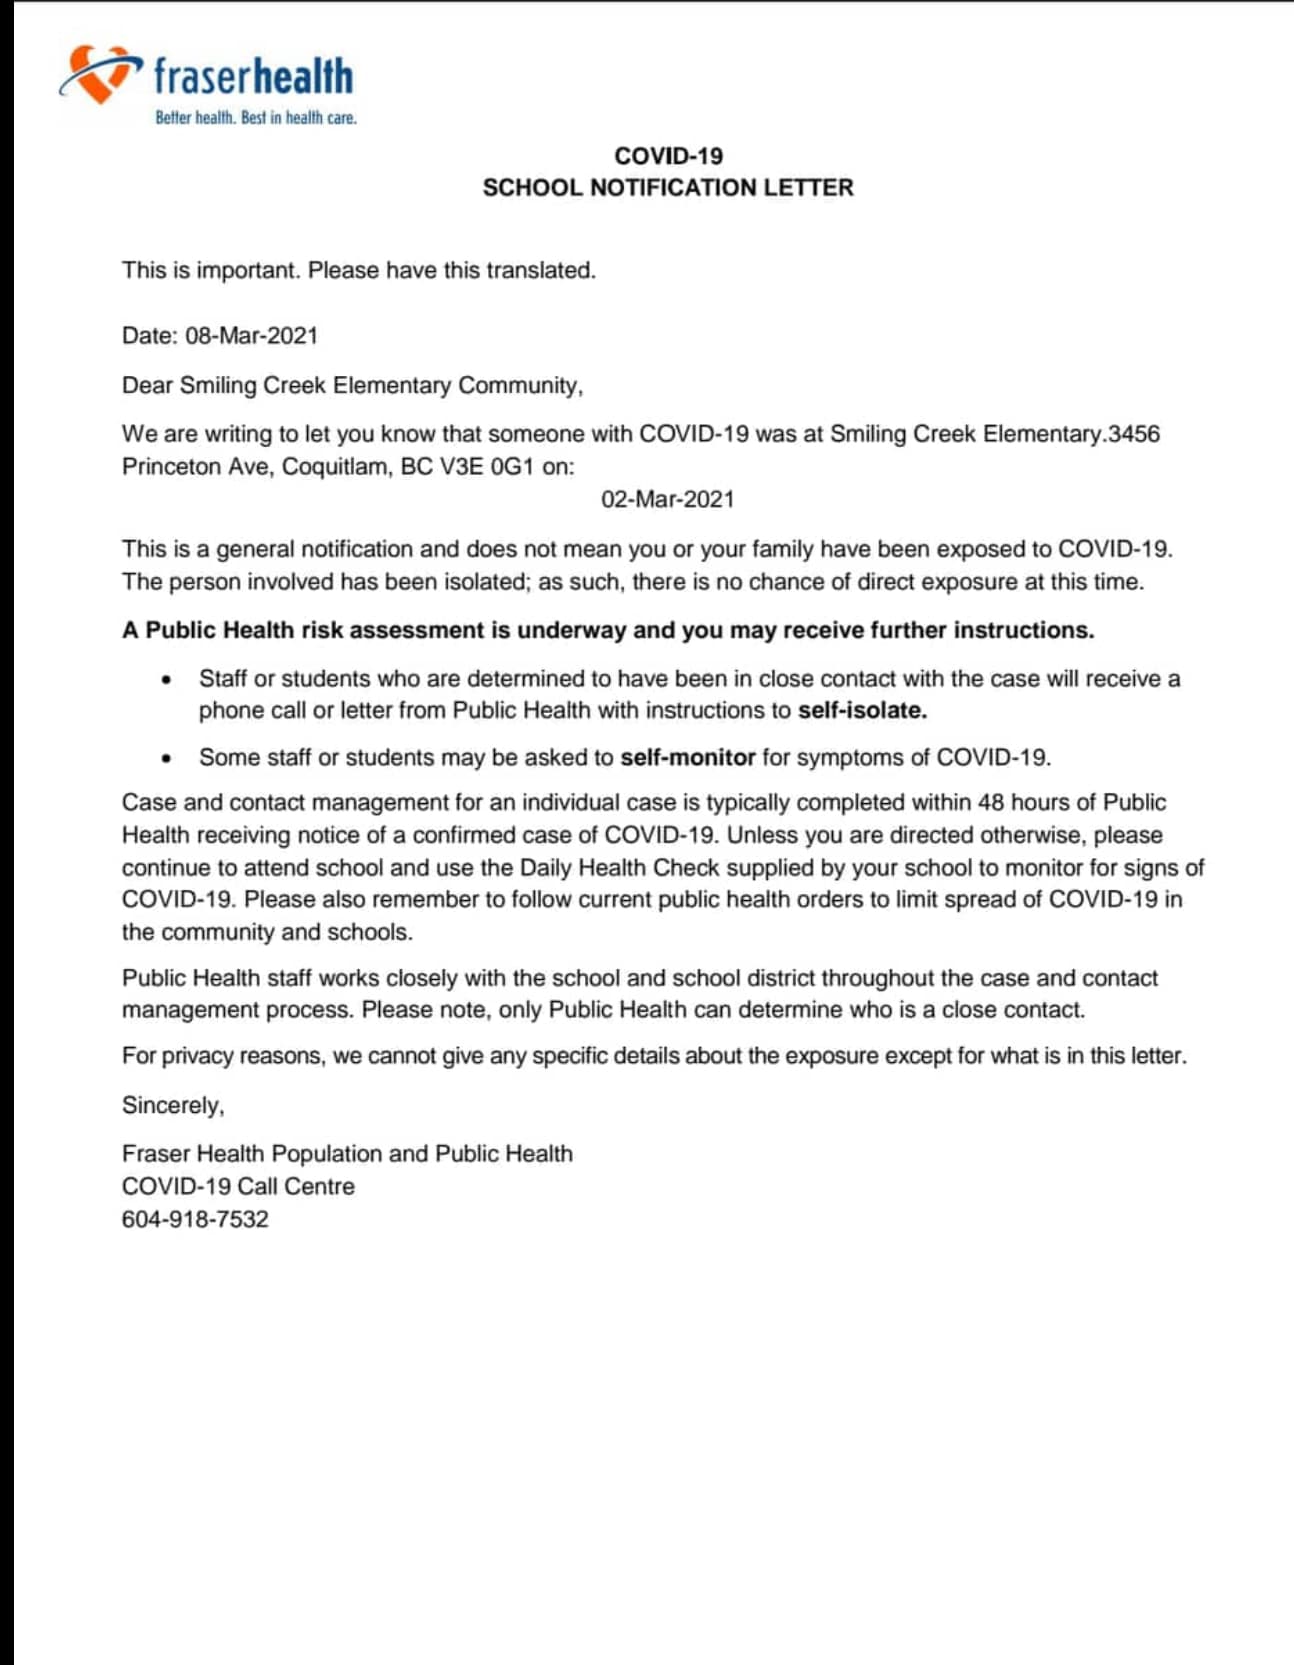 fraserhealth
Better health. Best in health care.
COVID-19
SCHOOL NOTIFICATION LETTER
This is important. Please have this translated.
Date: 08-Mar-2021
Dear Smiling Creek Elementary Community,
We are writing to let you know that someone with COVID-19 was at Smiling Creek Elementary.3456
Princeton Ave, Coquitlam, BC V3E 0G1 on:
02-Mar-2021
This is a general notification and does not mean you or your family have been exposed to COVID-19.
The person involved has been isolated; as such, there is no chance of direct exposure at this time.
A Public Health risk assessment is underway and you may receive further instructions.
• Staff or students who are determined to have been in close contact with the case will receive a
phone call or letter from Public Health with instructions to self-isolate.
• Some staff or students may be asked to self-monitor for symptoms of COVID-19.
Case and contact management for an individual case is typically completed within 48 hours of Public
Health receiving notice of a confirmed case of COVID-19. Unless you are directed otherwise, please
continue to attend school and use the Daily Health Check supplied by your school to monitor for signs of
COVID-19. Please also remember to follow current public health orders to limit spread of COVID-19 in
the community and schools.
Public Health staff works closely with the school and school district throughout the case and contact
management process. Please note, only Public Health can determine who is a close contact.
For privacy reasons, we cannot give any specific details about the exposure except for what is in this letter.
Sincerely,
Fraser Health Population and Public Health
COVID-19 Call Centre
604-918-7532